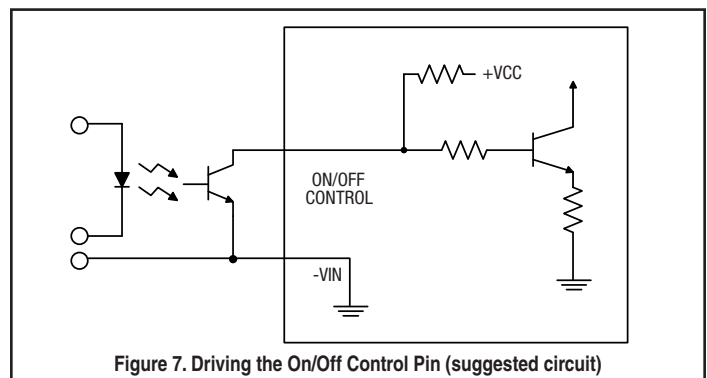 +VCC
ON/OFF
CONTROL
-VIN
Figure 7. Driving the On/Off Control Pin (suggested circuit)